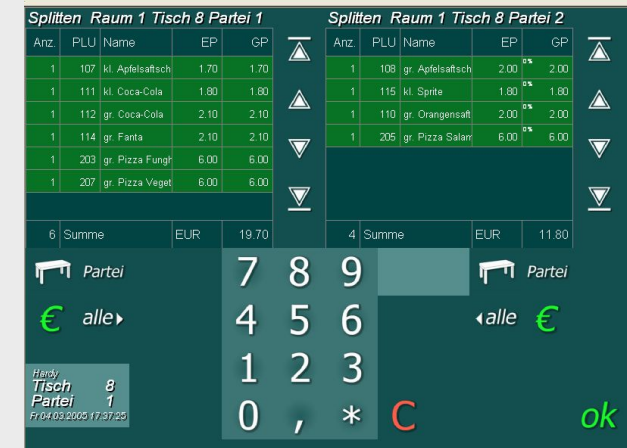 Splitten Raum 1 Tisch 8 Partei 1
Anz. PLU Name EP GP
1 107 kl. Apfelsaftsch 1.70 1.70
1 111 kl. Coca-Cola 1.80 1.80
1 112 gr. Coca-Cola 2.10 2.10
1 114 gr. Fanta 2.10 2.10
1 203 gr. Pizza Fungh 6.00 6.00
1 207 gr. Pizza Veget 6.00 6.00
6 Summe EUR 19.70
Splitten Raum 1 Tisch 8 Partei 2
Anz. PLU Name EP GP
1 108 gr. Apfelsaftsch 2.00 0% 2.00
1 115 kl. Sprite 1.80 0% 1.80
1 110 gr. Orangensaft 2.00 0% 2.00
1 205 gr. Pizza Salam 6.00 0% 6.00
4 Summe EUR 11.80
Partei
€ alle
7 8 9
4 5 6
1 2 3
0 , * C
Partei
alle €
Hardy
Tisch 8
Partei 1
Fr 04.03.2005 17:37:25
ok